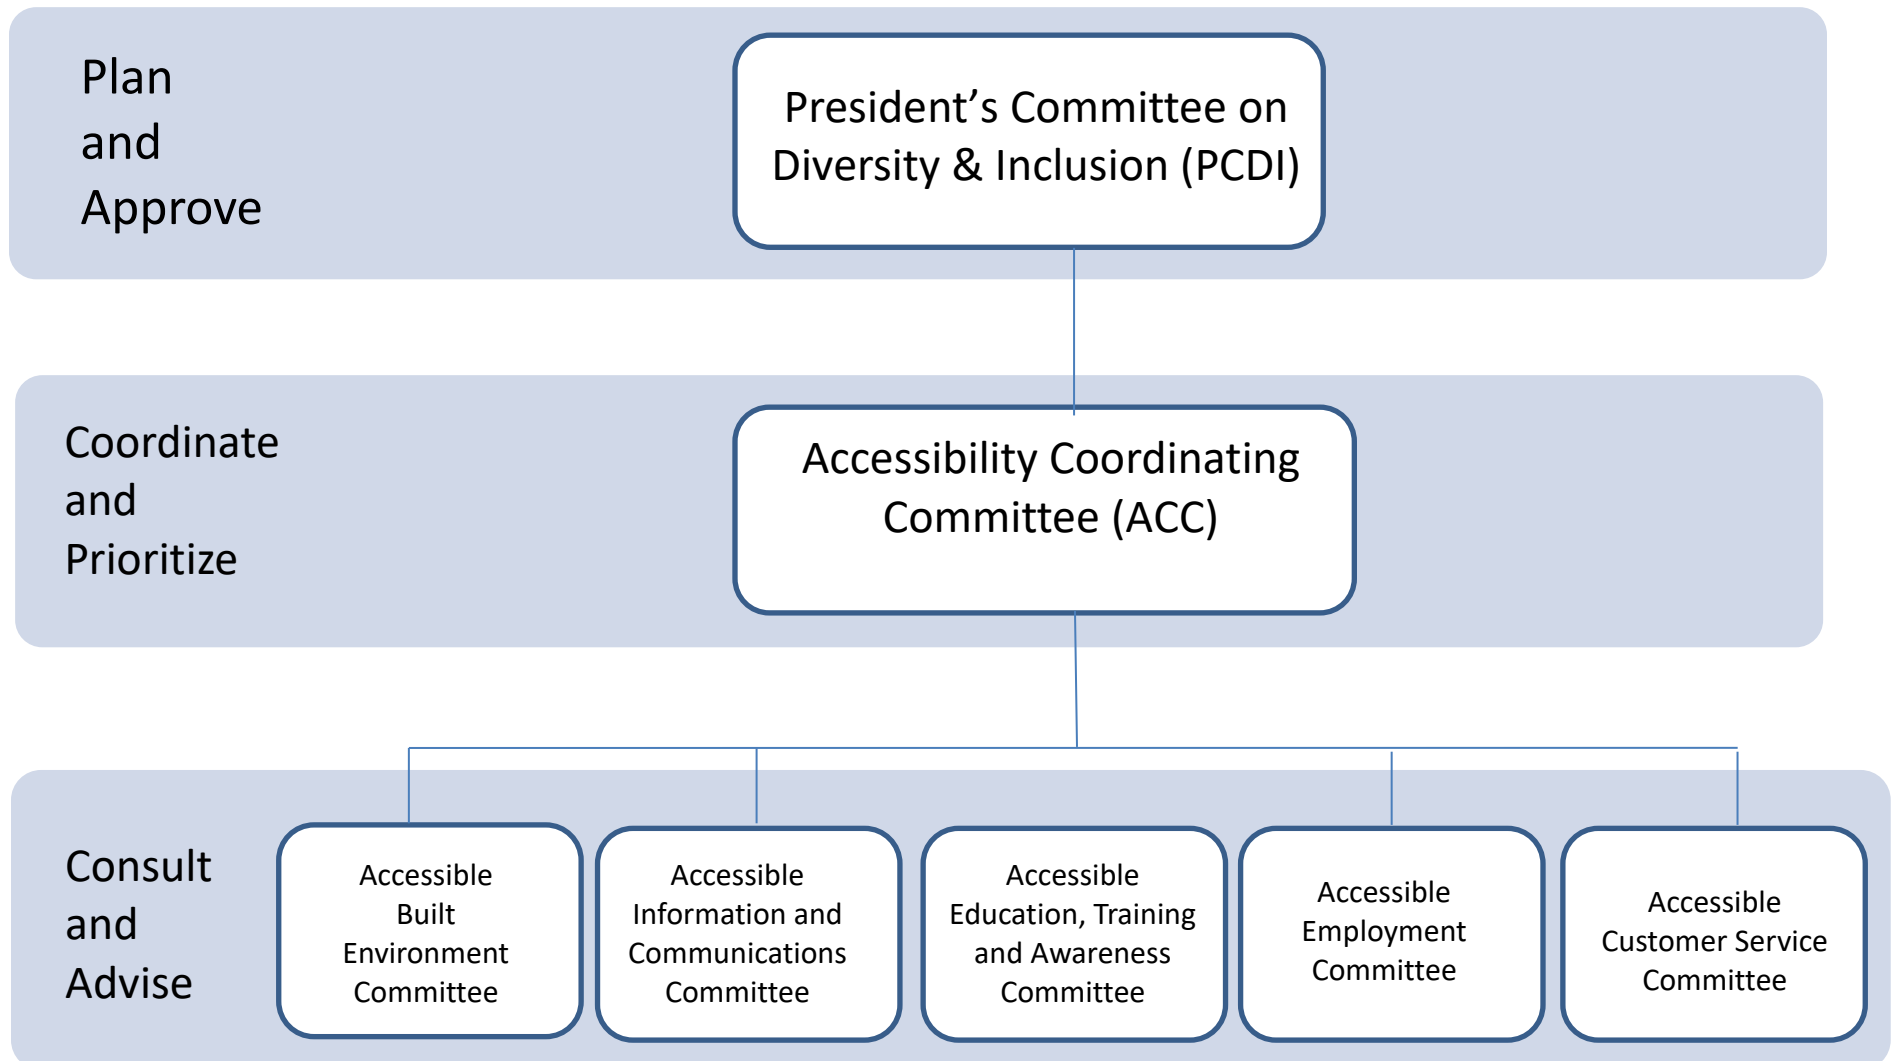 Plan
and
Approve
President’s Committee on
Diversity & Inclusion (PCDI)
Coordinate
and
Prioritize
Accessibility Coordinating
Committee (ACC)
Consult
and
Advise
Accessible
Built
Environment
Committee
Accessible
Information and
Communications
Committee
Accessible
Education, Training
and Awareness
Committee
Accessible
Employment
Committee
Accessible
Customer Service
Committee